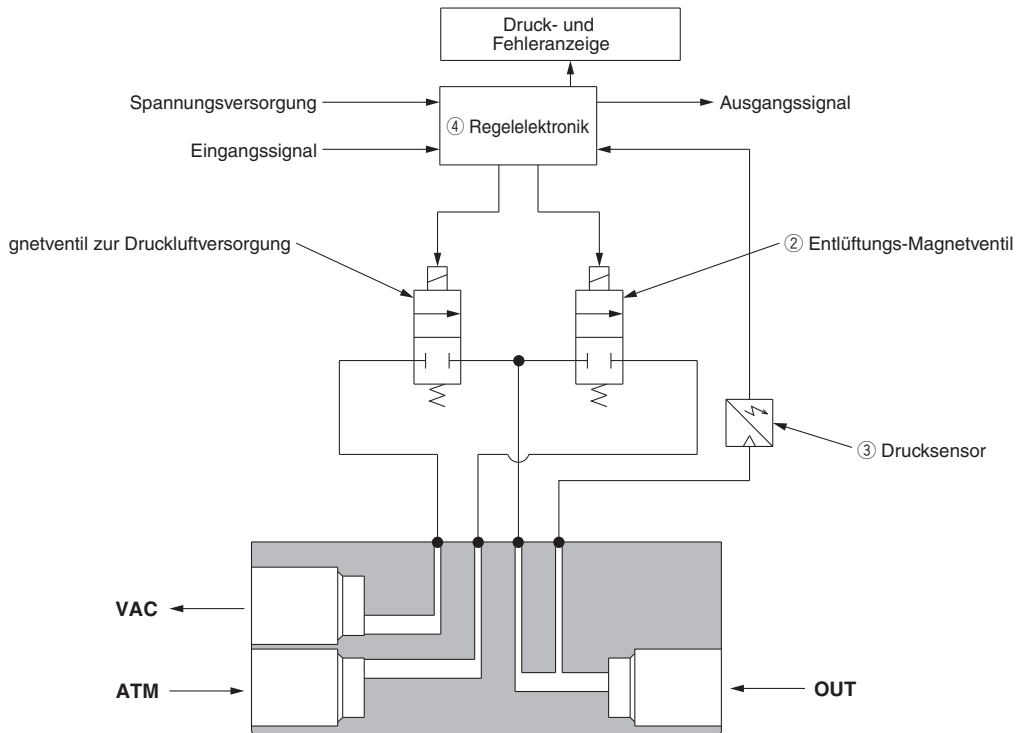 Druck- und
Fehleranzeige
Spannungsversorgung
Ausgangssignal
④ Regelelektronik
Eingangssignal
gnetventil zur Druckluftversorgung
② Entlüftungs-Magnetventil
③ Drucksensor
VAC
ATM
OUT